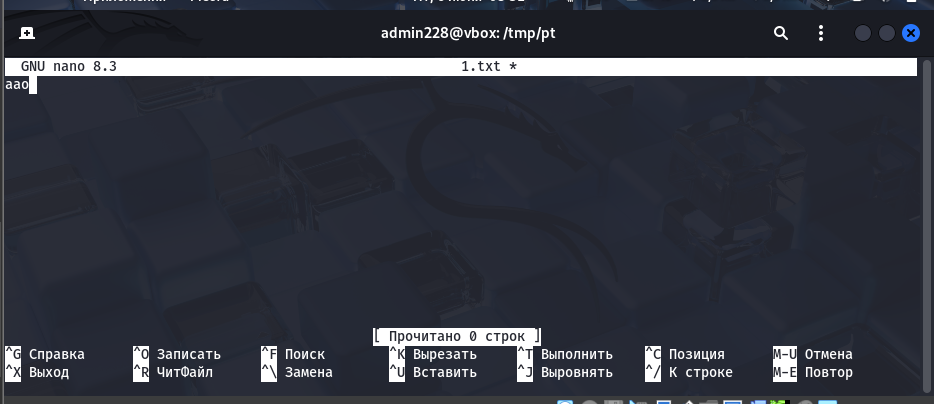 admin228@vbox: /tmp/pt
GNU nano 8.3 1.txt *
aao
[ Прочитано 0 строк ]
^G Справка ^O Записать ^F Поиск ^K Вырезать ^T Выполнить ^C Позиция M-U Отмена
^X Выход ^R ЧитФайл ^\ Замена ^U Вставить ^J Выровнять ^/ К строке M-E Повтор